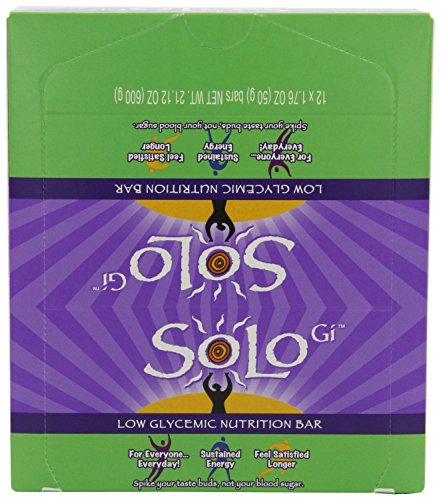 12 x 1.76 OZ (50 g) bars NET WT. 21.12 OZ (600 g)
Spike your taste buds, not your blood sugar.
For Everyone... Everyday!
Sustained Energy
Feel Satisfied Longer
LOW GLYCEMIC NUTRITION BAR
SoLo Gi™
SoLo Gi™
LOW GLYCEMIC NUTRITION BAR
For Everyone... Everyday!
Sustained Energy
Feel Satisfied Longer
Spike your taste buds, not your blood sugar.